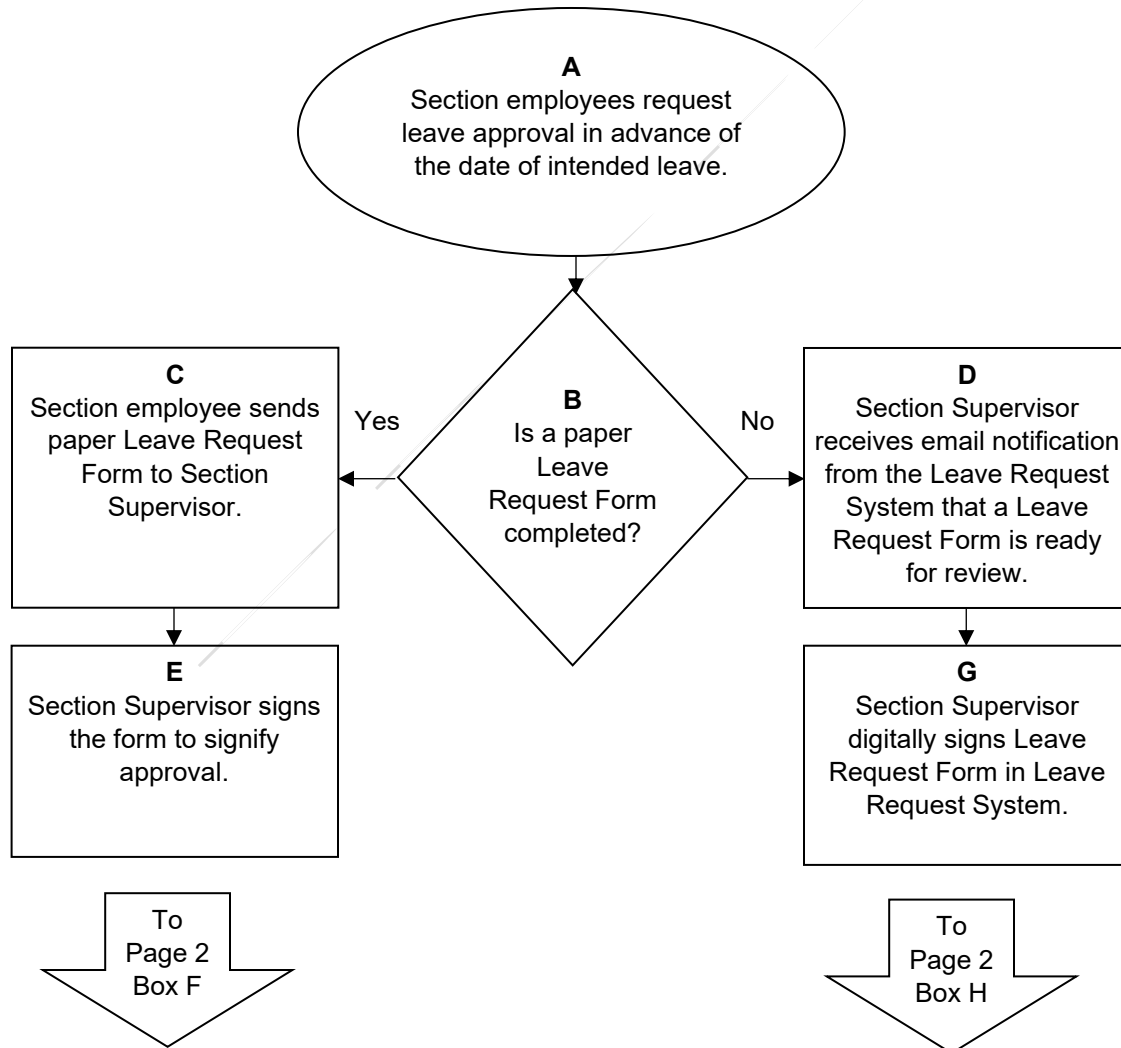 A
Section employees request
leave approval in advance of
the date of intended leave.
C
Section employee sends
paper Leave Request
Form to Section
Supervisor.
Yes
B
Is a paper
Leave
Request Form
completed?
No
D
Section Supervisor
receives email notification
from the Leave Request
System that a Leave
Request Form is ready
for review.
E
Section Supervisor signs
the form to signify
approval.
G
Section Supervisor
digitally signs Leave
Request Form in Leave
Request System.
To
Page 2
Box F
To
Page 2
Box H